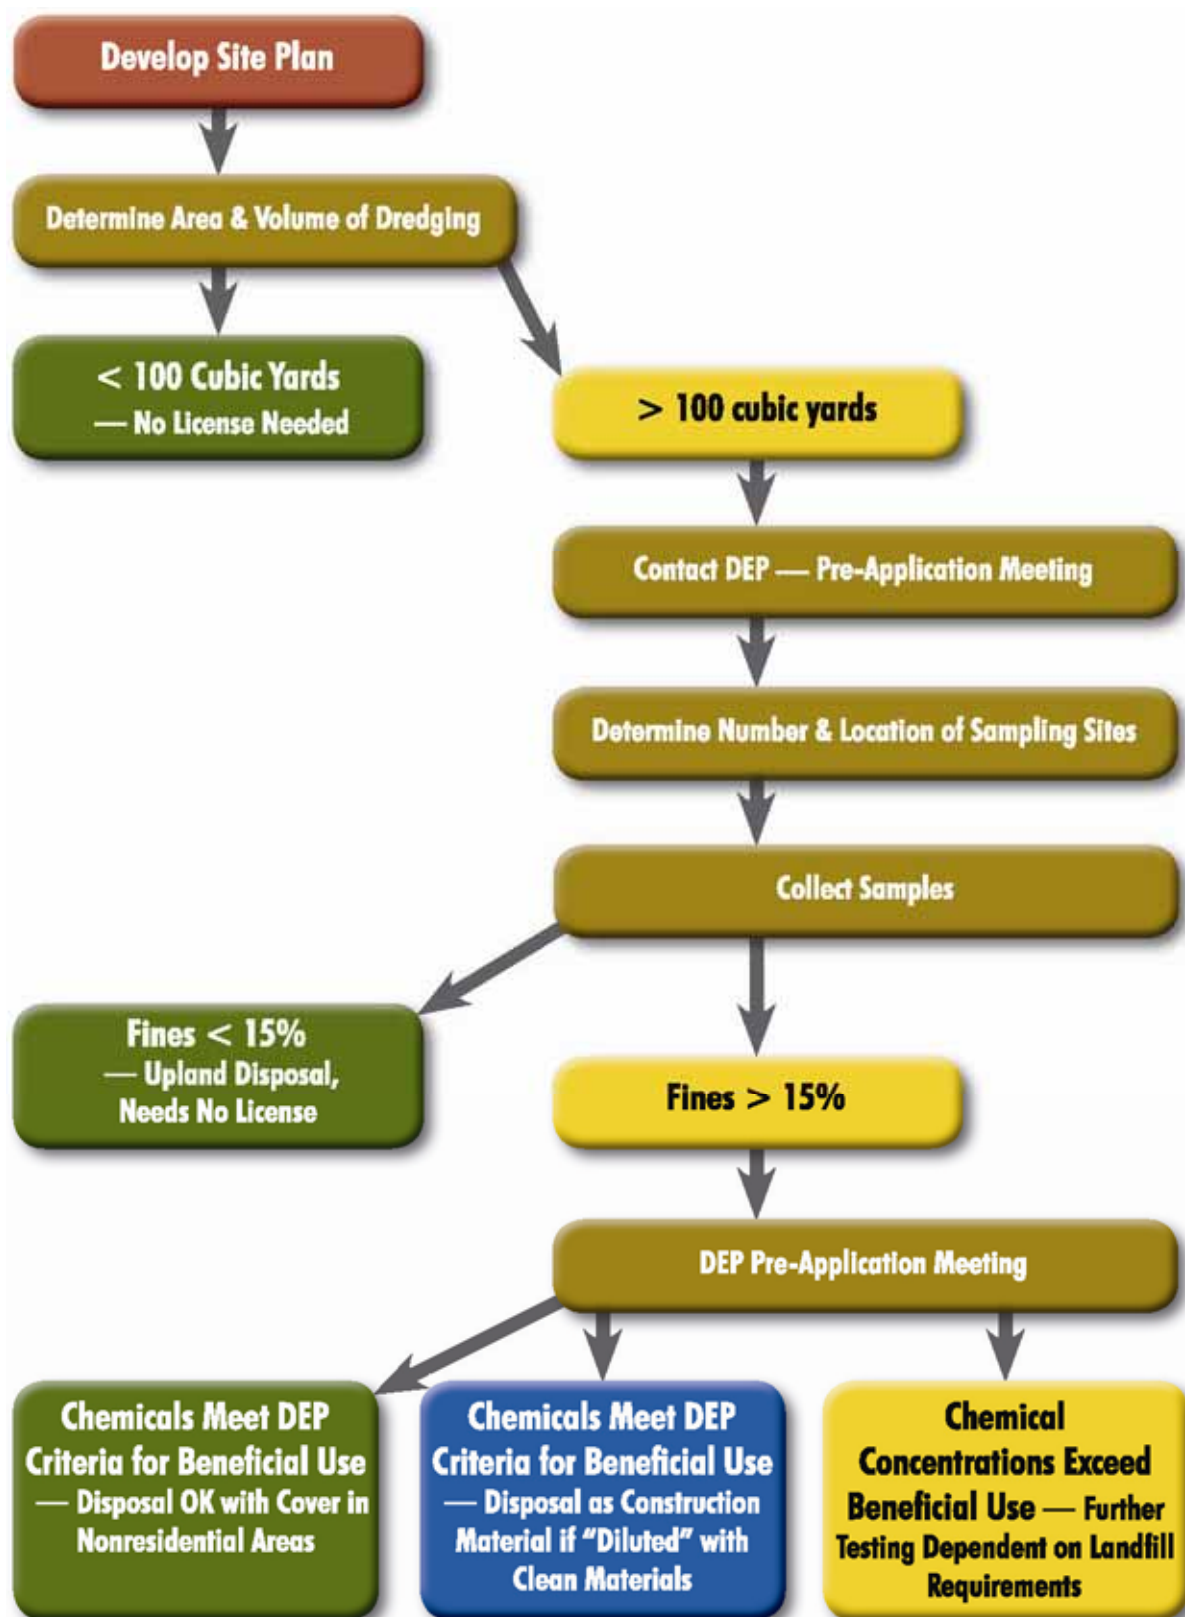 Develop Site Plan
Determine Area & Volume of Dredging
< 100 Cubic Yards
— No License Needed
> 100 cubic yards
Contact DEP — Pre-Application Meeting
Determine Number & Location of Sampling Sites
Collect Samples
Fines < 15%
— Upland Disposal,
Needs No License
Fines > 15%
DEP Pre-Application Meeting
Chemicals Meet DEP
Criteria for Beneficial Use
— Disposal OK with Cover in
Nonresidential Areas
Chemicals Meet DEP
Criteria for Beneficial Use
— Disposal as Construction
Material if “Diluted” with
Clean Materials
Chemical
Concentrations Exceed
Beneficial Use — Further
Testing Dependent on Landfill
Requirements